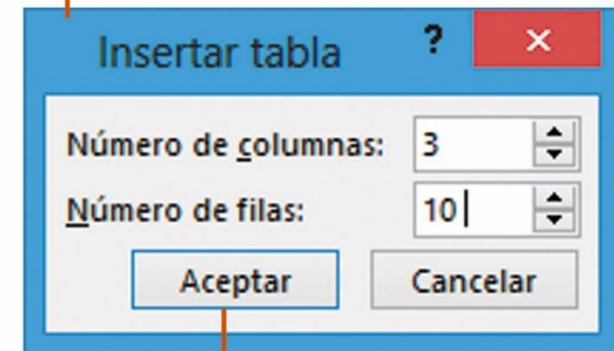 Insertar tabla ?
Número de columnas: 3
Número de filas: 10
Aceptar Cancelar